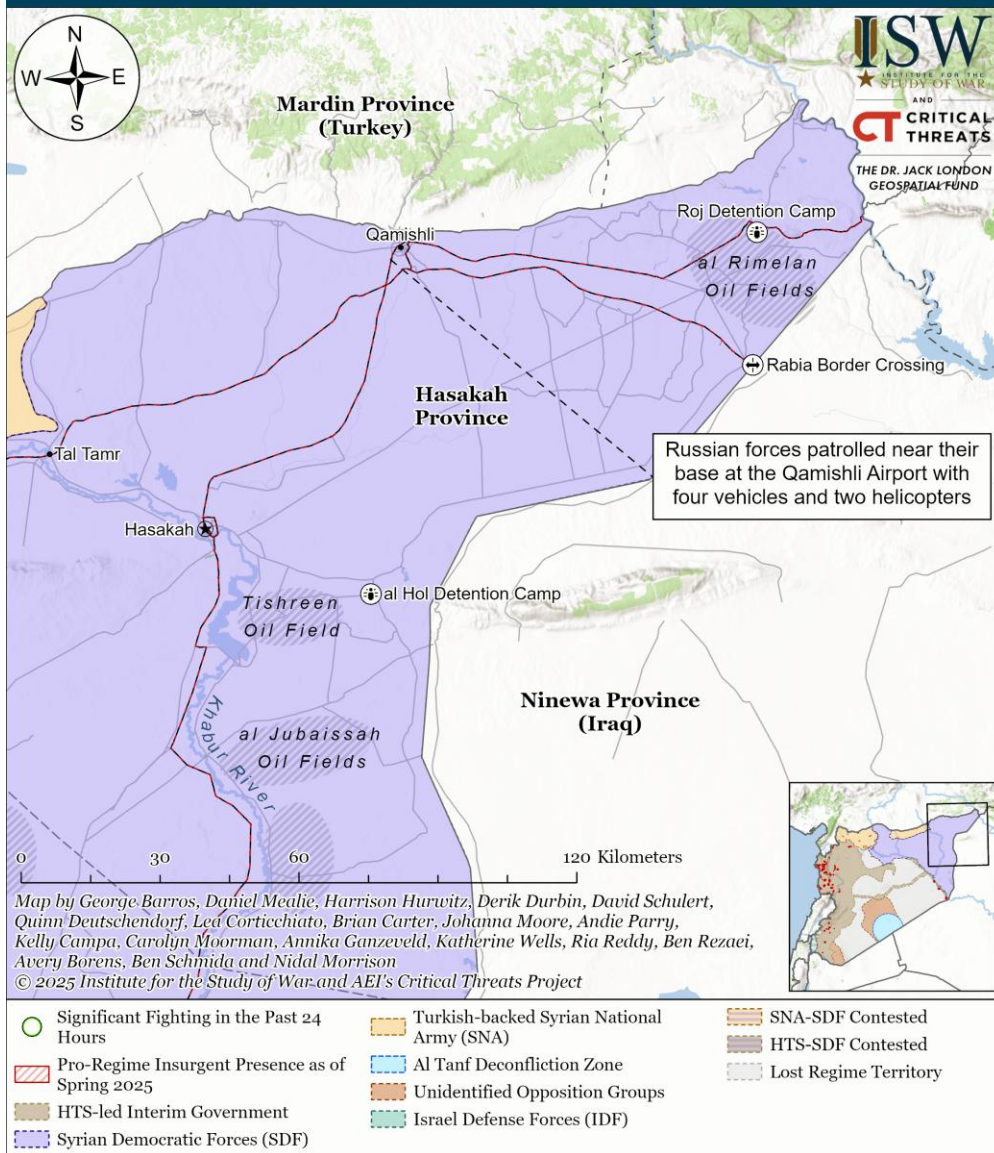 N
W E
S
ISW
INSTITUTE FOR THE
STUDY OF WAR
AND
CT CRITICAL
THREATS
THE DR. JACK LONDON
GEOSPATIAL FUND
Mardin Province
(Turkey)
Roj Detention Camp
Qamishli
al Rimelan
Oil Fields
Rabia Border Crossing
Hasakah
Province
Tal Tamr
Russian forces patrolled near their
base at the Qamishli Airport with
four vehicles and two helicopters
Hasakah
al Hol Detention Camp
Tishreen
Oil Field
Ninewa Province
(Iraq)
Khabur River
al Jubaissah
Oil Fields
0 30 60 120 Kilometers
Map by George Barros, Daniel Mealie, Harrison Hurwitz, Derik Durbin, David Schulert,
Quinn Deutschendorf, Levi Corticchiato, Brian Carter, Johanna Moore, Andie Parry,
Kelly Campa, Carolyn Moorman, Annika Ganzeveld, Katherine Wells, Ria Reddy, Ben Rezaei,
Avery Borens, Ben Schmida and Nidal Morrison
© 2025 Institute for the Study of War and AEI's Critical Threats Project
Significant Fighting in the Past 24
Hours
Pro-Regime Insurgent Presence as of
Spring 2025
HTS-led Interim Government
Syrian Democratic Forces (SDF)
Turkish-backed Syrian National
Army (SNA)
Al Tanf Deconfliction Zone
Unidentified Opposition Groups
Israel Defense Forces (IDF)
SNA-SDF Contested
HTS-SDF Contested
Lost Regime Territory